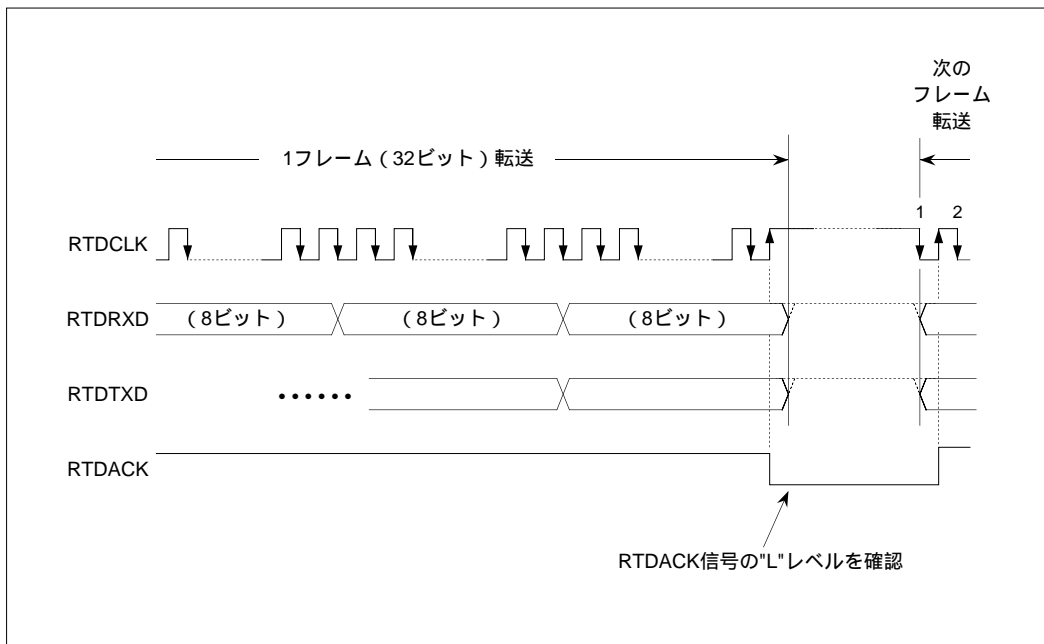 次の
フレーム
転送
1フレーム(32ビット)転送
1 2
RTDCLK
RTDRXD (8ビット) (8ビット) (8ビット)
RTDTXD ••••••
RTDACK
RTDACK信号の"L"レベルを確認